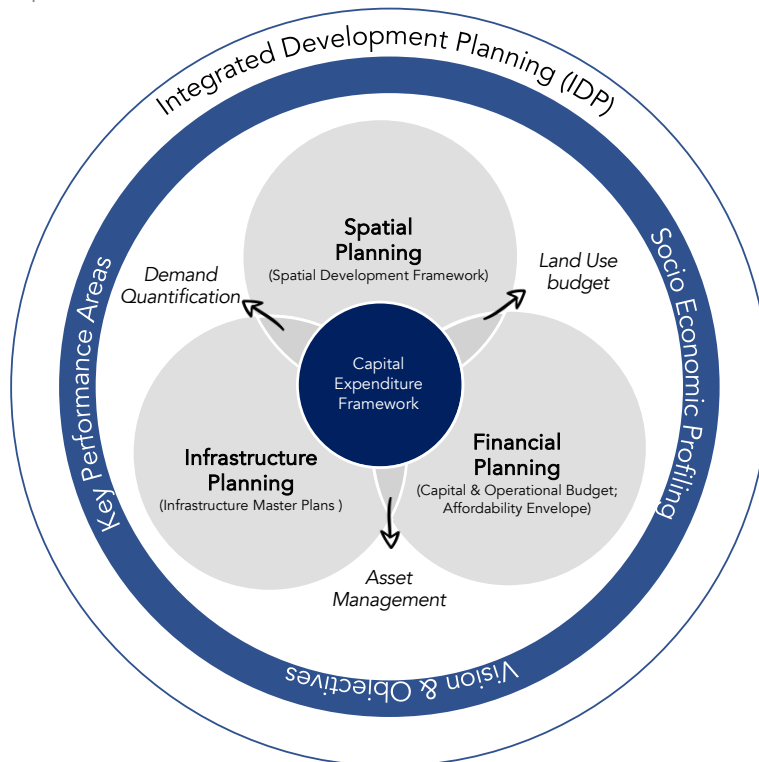 Integrated Development Planning (IDP)
Key Performance Areas
Socio Economic Profiling
Vision & Objectives
Spatial
Planning
(Spatial Development Framework)
Demand
Quantification
Land Use
budget
Capital
Expenditure
Framework
Infrastructure
Planning
(Infrastructure Master Plans )
Financial
Planning
(Capital & Operational Budget;
Affordability Envelope)
Asset
Management